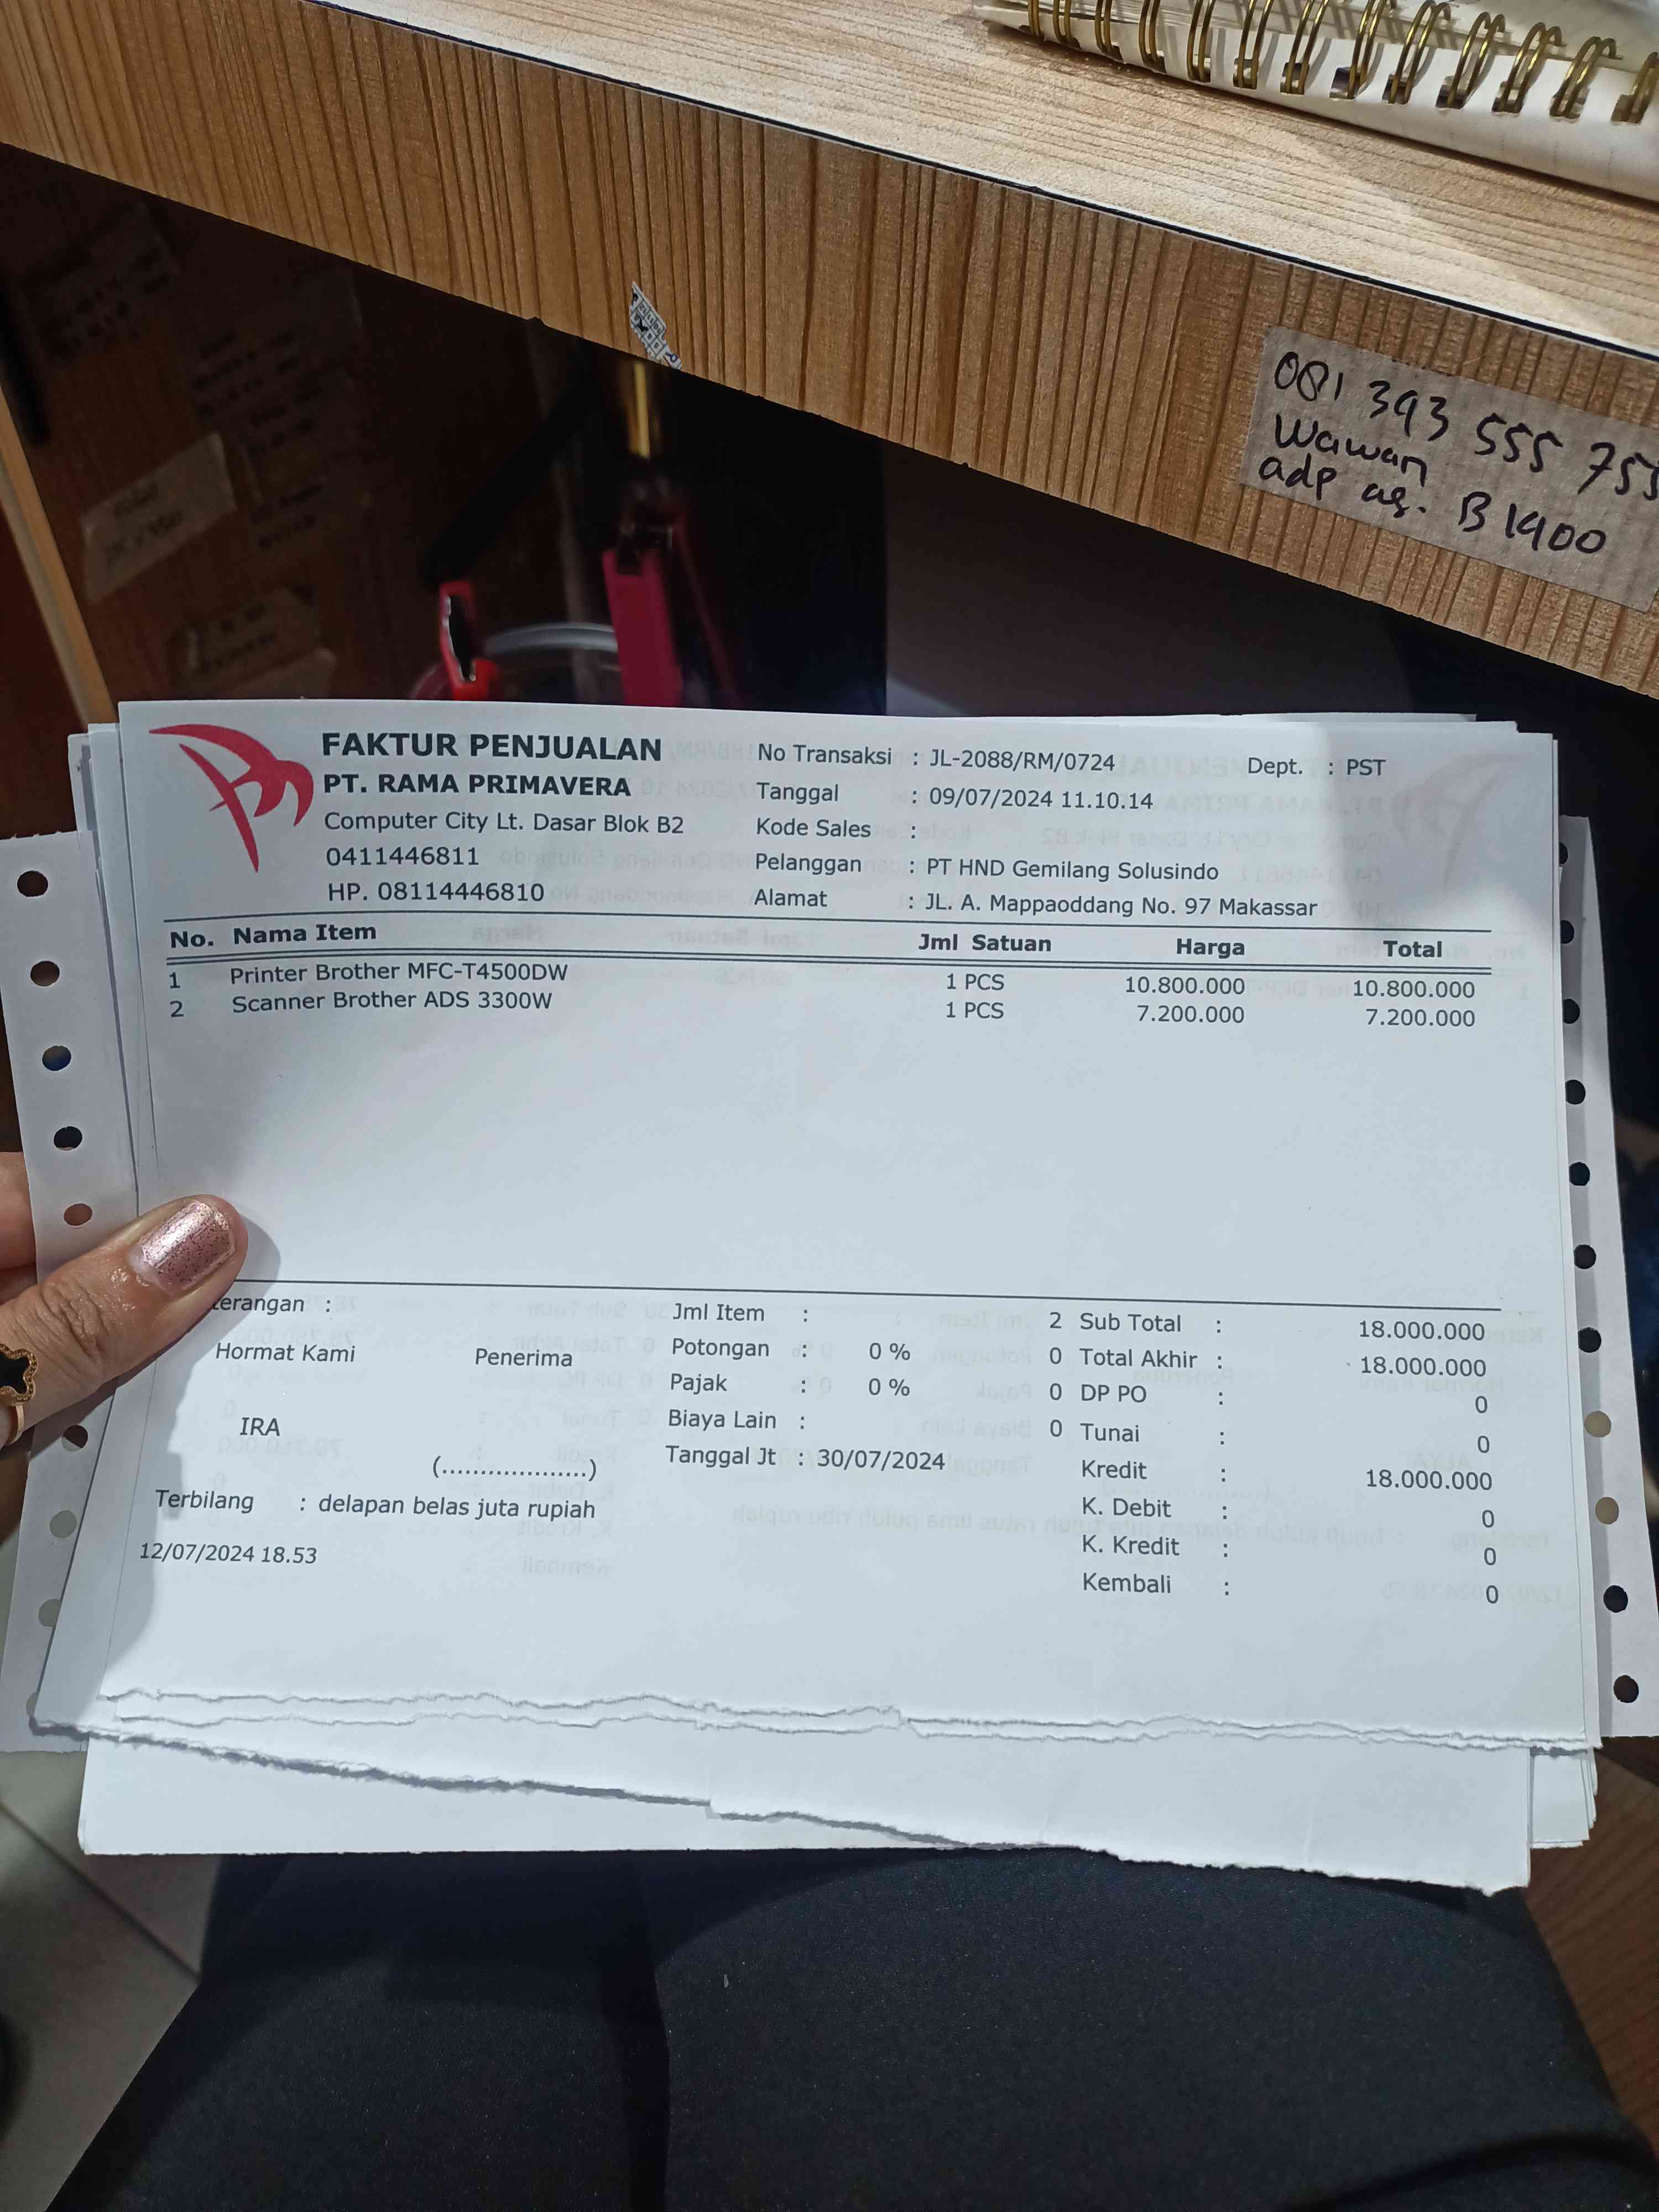 081 393 555 755
Wawan
adp ag. B1400
FAKTUR PENJUALAN
PT. RAMA PRIMAVERA
Computer City Lt. Dasar Blok B2
0411446811
HP. 08114446810
No Transaksi : JL-2088/RM/0724 Dept. : PST
Tanggal : 09/07/2024 11.10.14
Kode Sales :
Pelanggan : PT HND Gemilang Solusindo
Alamat : JL. A. Mappaoddang No. 97 Makassar
No. Nama Item Jml Satuan Harga Total
1 Printer Brother MFC-T4500DW 1 PCS 10.800.000 10.800.000
2 Scanner Brother ADS 3300W 1 PCS 7.200.000 7.200.000
terangan :
Hormat Kami Penerima
IRA
(...................)
Jml Item : 2
Potongan : 0 % 0
Pajak : 0 % 0
Biaya Lain : 0
Tanggal Jt : 30/07/2024
Sub Total : 18.000.000
Total Akhir : 18.000.000
DP PO : 0
Tunai : 0
Kredit : 18.000.000
K. Debit : 0
K. Kredit : 0
Kembali : 0
Terbilang : delapan belas juta rupiah
12/07/2024 18.53